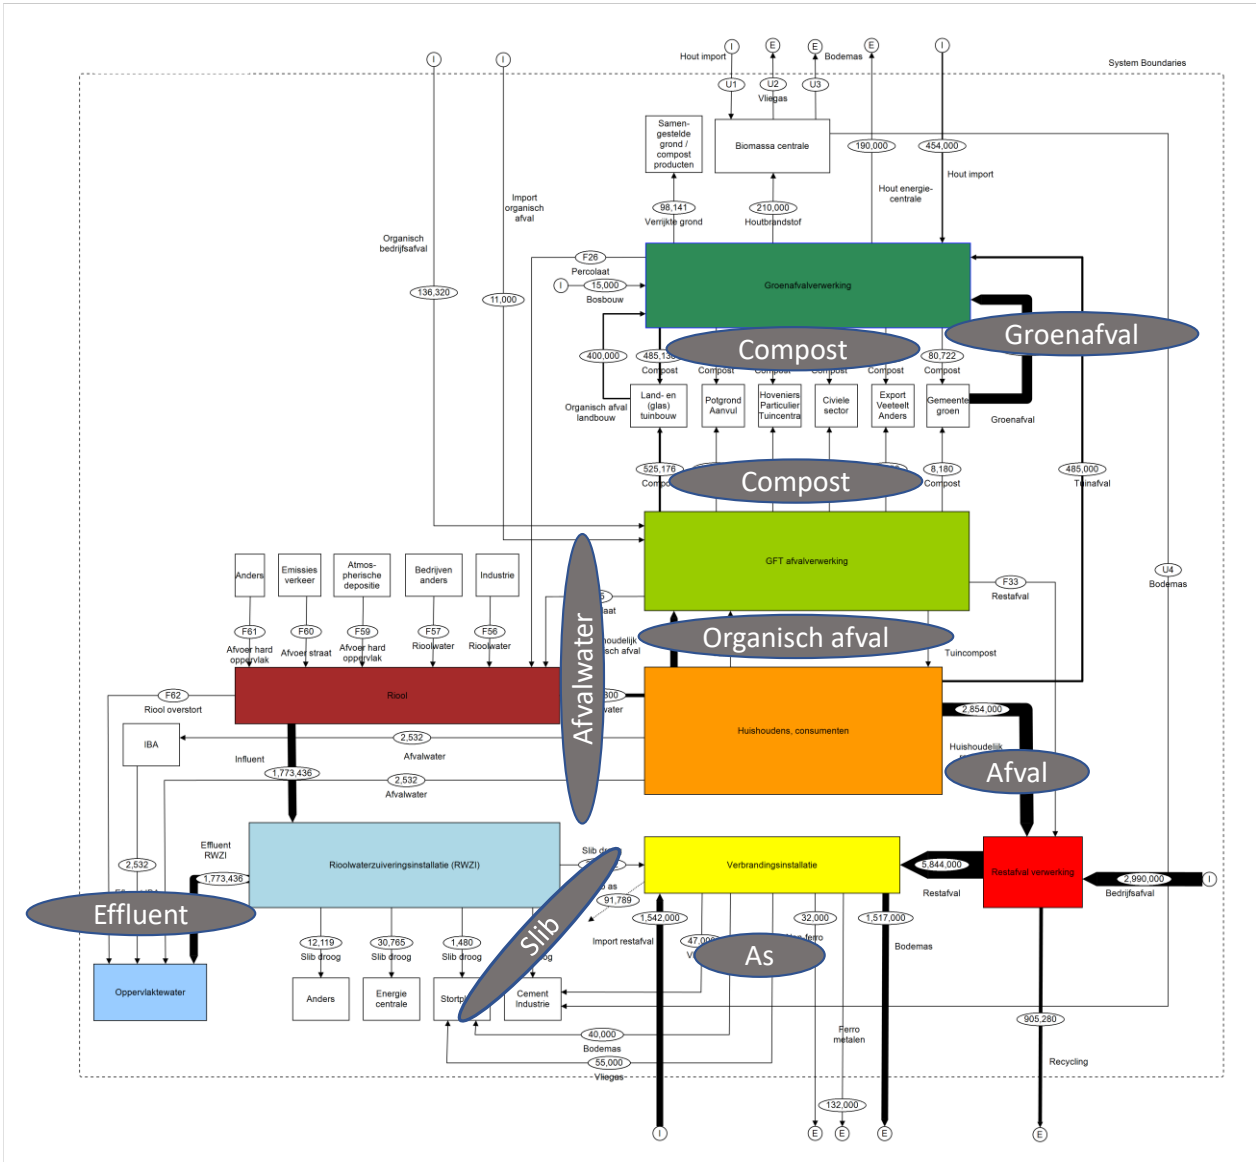 System Boundaries
I
I
Hout import
I
E
E
Bodemas
E
I
U1
U2
U3
Vliegas
Samen-
gestelde
grond /
compost
producten
Biomassa centrale
190,000
454,000
Hout import
Hout energie-
centrale
Import
organisch
afval
98,141
Verrijkte grond
210,000
Houtbrandstof
Organisch
bedrijfsafval
F26
Percolaat
136,320
11,000
I
15,000
Bosbouw
Groenafvalverwerking
Groenafval
400,000
Compost
80,722
Compost
Compost
Organisch afval
landbouw
Land- en
(glas)
tuinbouw
Potgrond
Aanvul
Hoveniers
Particulier
Tuincentra
Civiele
sector
Export
Veeteelt
Anders
Gemeente
groen
Groenafval
525,176
Compost
8,180
Compost
485,000
Tuinafval
GFT afvalverwerking
Anders
Emissies
verkeer
Atmos-
pherische
depositie
Bedrijven
anders
Industrie
F33
Restafval
U4
Bodemas
F61
Afvoer hard
oppervlak
F60
Afvoer straat
F59
Afvoer hard
oppervlak
F57
Rioolwater
F56
Rioolwater
Afvalwater
Organisch afval
Tuincompost
F62
Riool overstort
Riool
Huishoudens, consumenten
2,854,000
Huishoudelijk
IBA
2,532
Afvalwater
Influent
1,773,436
2,532
Afvalwater
Afval
Effluent
RWZI
2,532
1,773,436
Rioolwaterzuiveringsinstallatie (RWZI)
Verbrandingsinstallatie
5,844,000
Restafval
Restafval verwerking
2,990,000
I
Bedrijfsafval
91,789
Effluent
Slib
12,119
Slib droog
30,765
Slib droog
1,480
Slib droog
1,542,000
Import restafval
32,000
1,517,000
Bodemas
As
Oppervlaktewater
Anders
Energie
centrale
Cement
Industrie
40,000
Bodemas
55,000
Vliegas
Ferro
metalen
905,280
Recycling
132,000
I
E
E
E
E